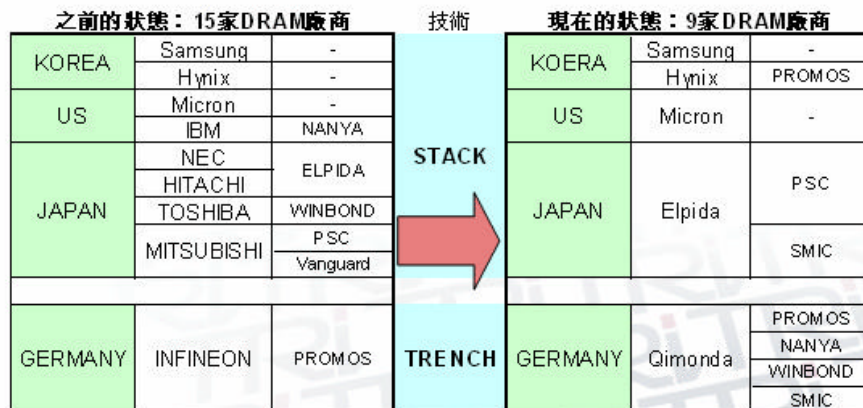 之前的狀態：15家DRAM廠商 技術 現在的狀態：9家DRAM廠商
KOREA Samsung - KOERA Samsung -
Hynix - Hynix PROMOS
US Micron - US Micron -
IBM NANYA
STACK
JAPAN NEC ELPIDA JAPAN Elpida PSC
HITACHI
TOSHIBA WINBOND
MITSUBISHI PSC SMIC
Vanguard
GERMANY INFINEON PROMOS TRENCH GERMANY Qimonda PROMOS
NANYA
WINBOND
SMIC